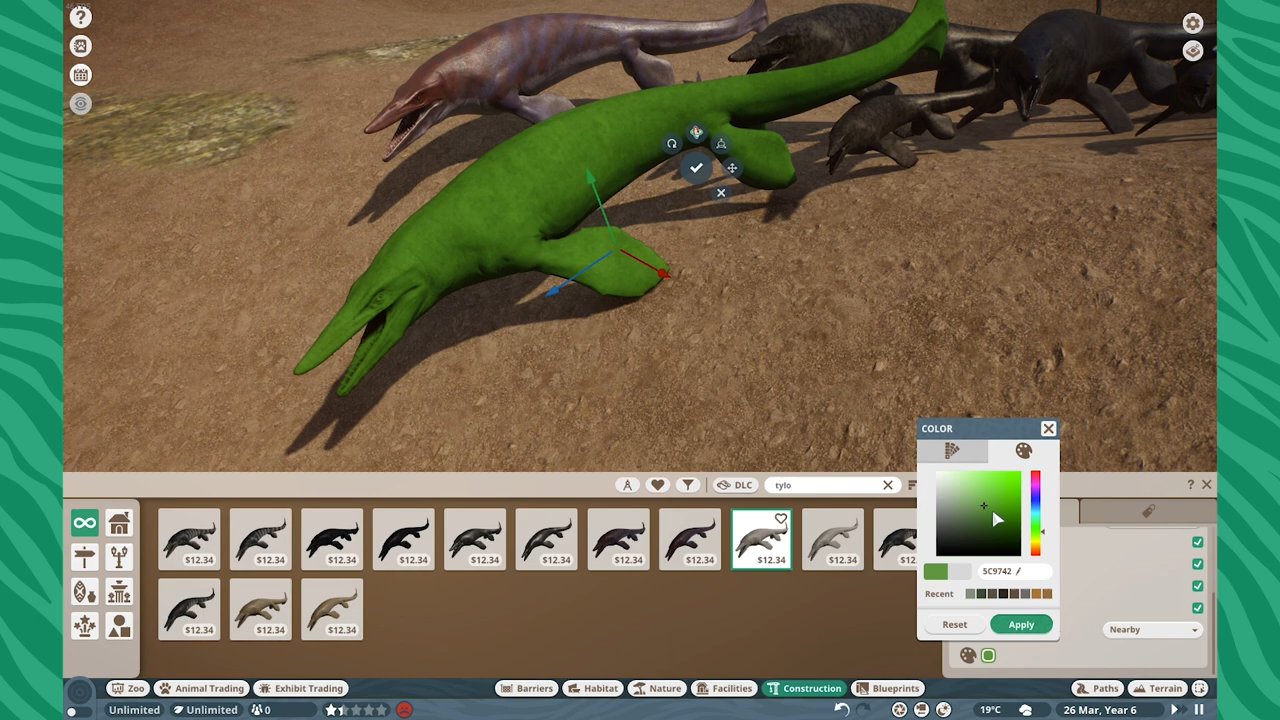 COLOR
DLC
tylo
?
$12.34 $12.34 $12.34 $12.34 $12.34 $12.34 $12.34 $12.34 $12.34 $12.34 $12
$12.34 $12.34 $12.34
5C9742
Recent
Reset Apply
Nearby
Zoo Animal Trading Exhibit Trading Barriers Habitat Nature Facilities Construction Blueprints Paths Terrain
Unlimited Unlimited 0 19°C 26 Mar, Year 6